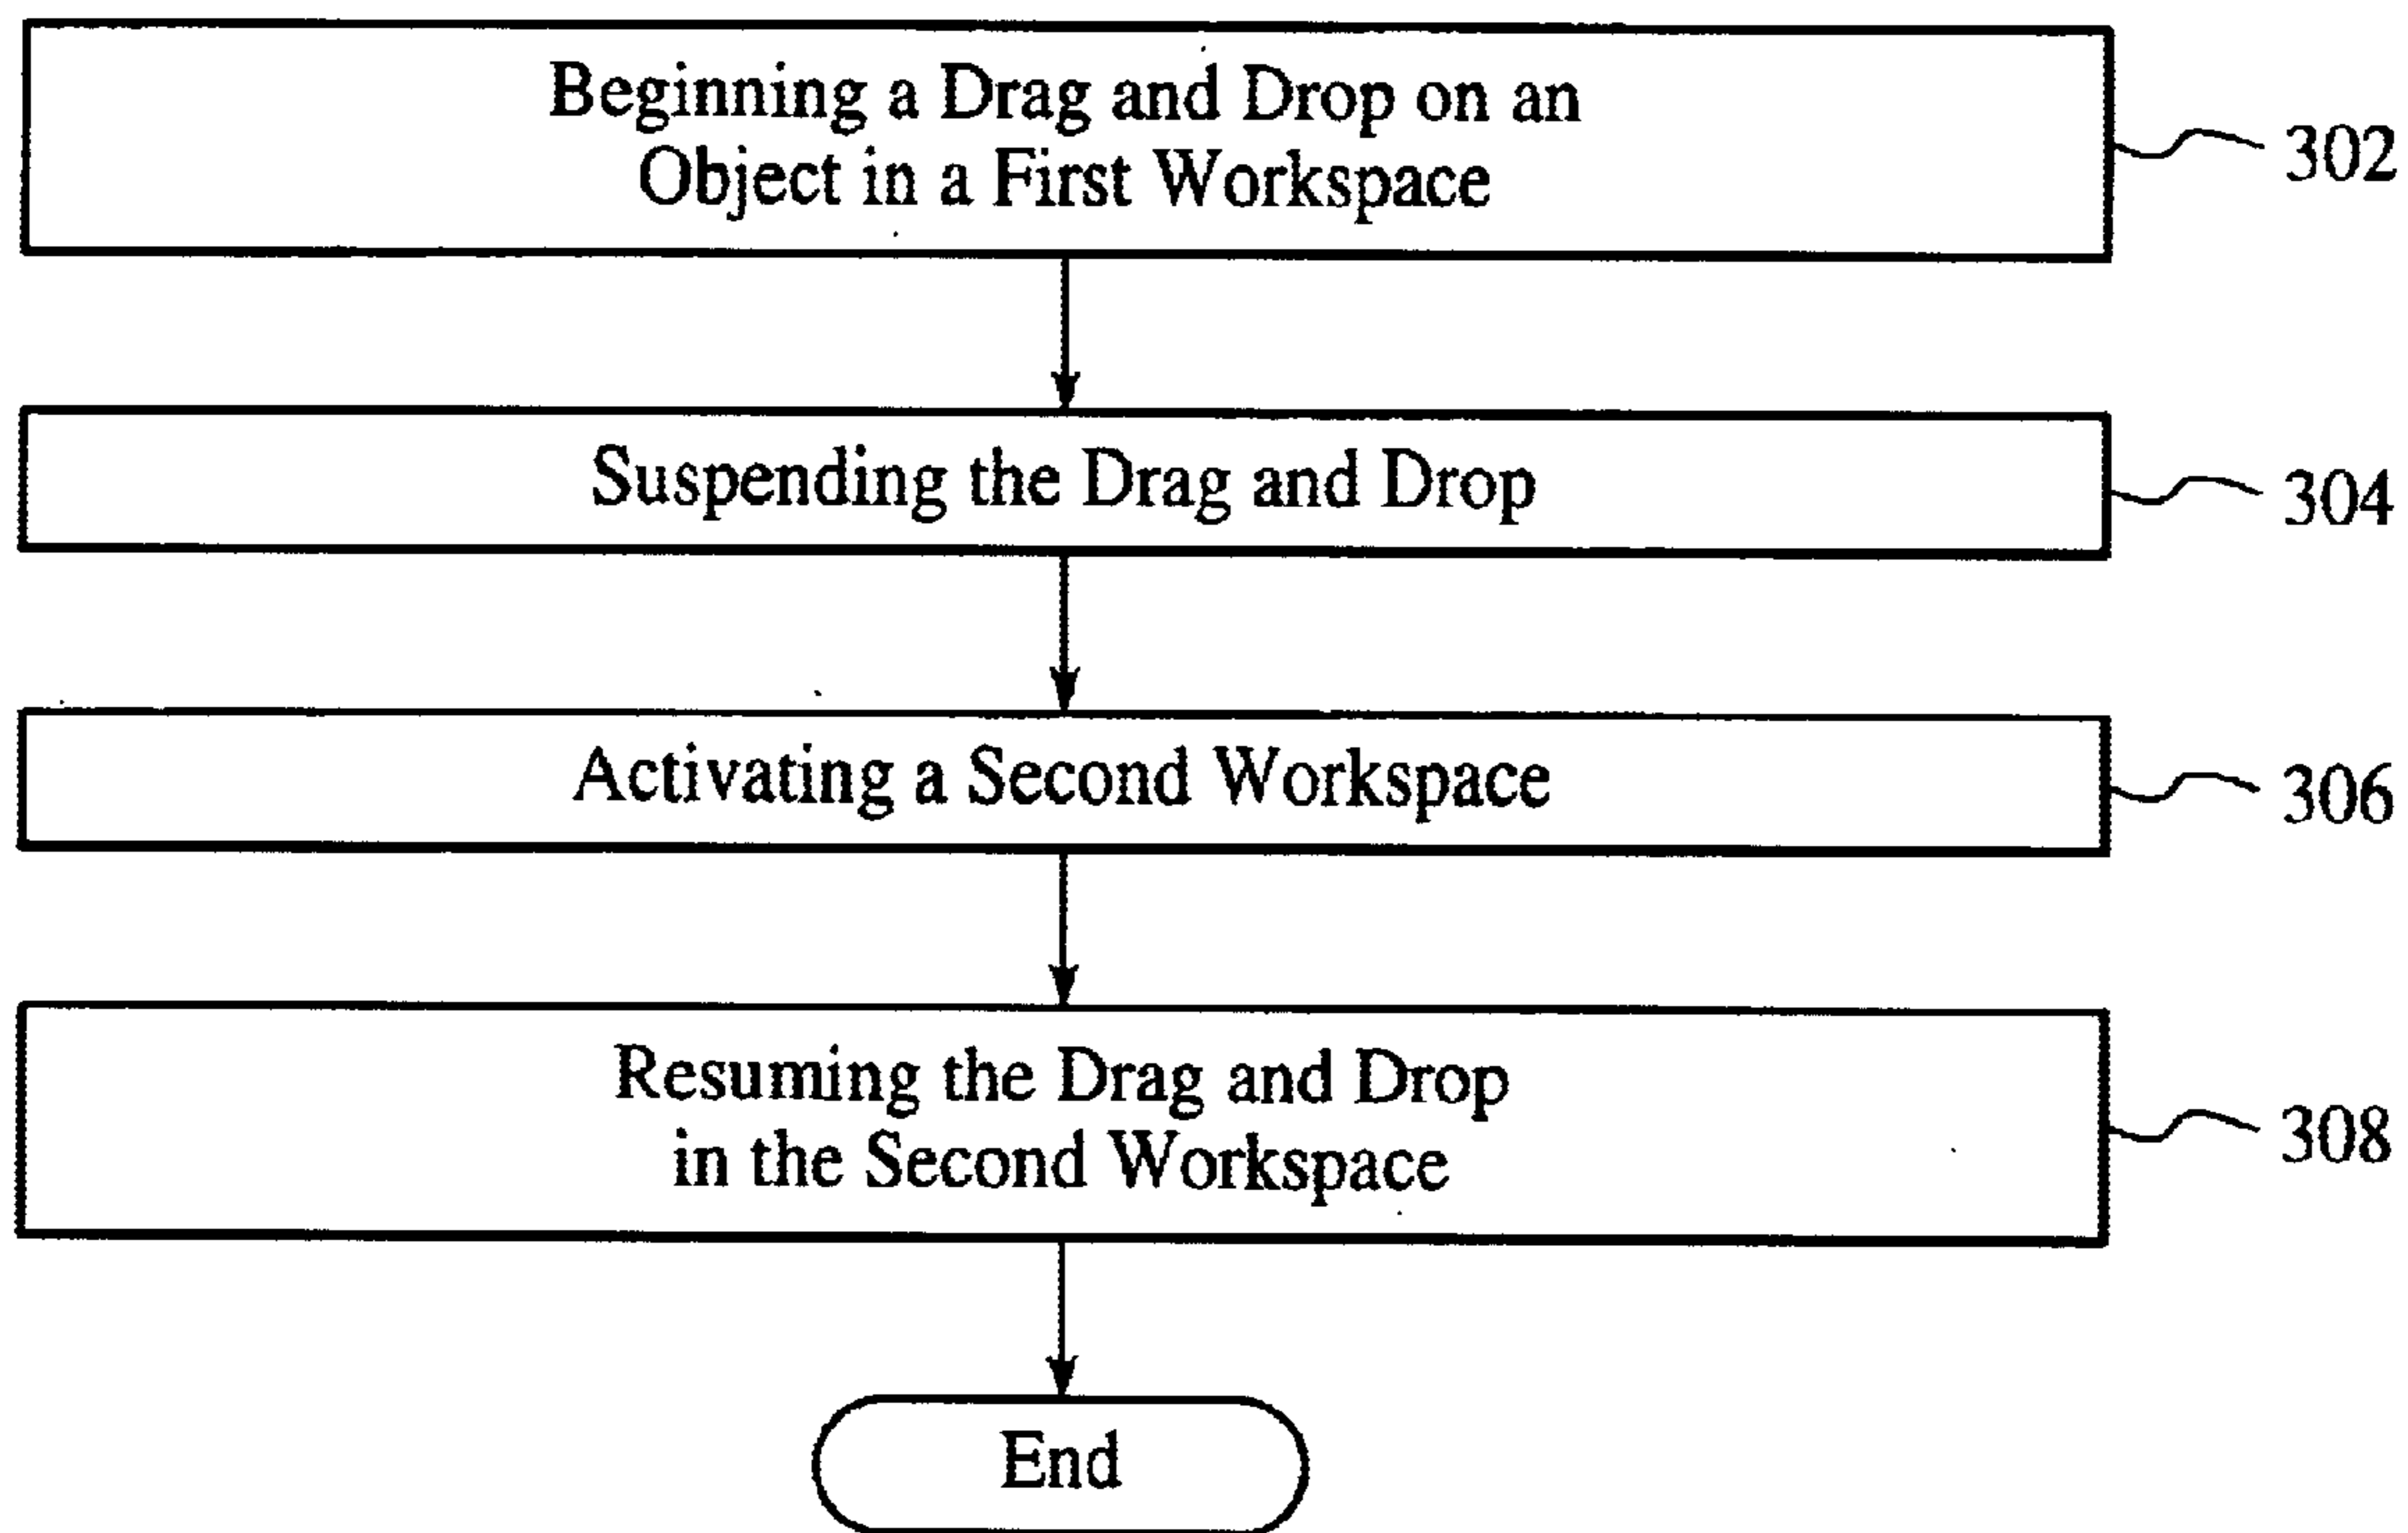 Beginning a Drag and Drop on an
Object in a First Workspace
302
Suspending the Drag and Drop
304
Activating a Second Workspace
306
Resuming the Drag and Drop
in the Second Workspace
308
End